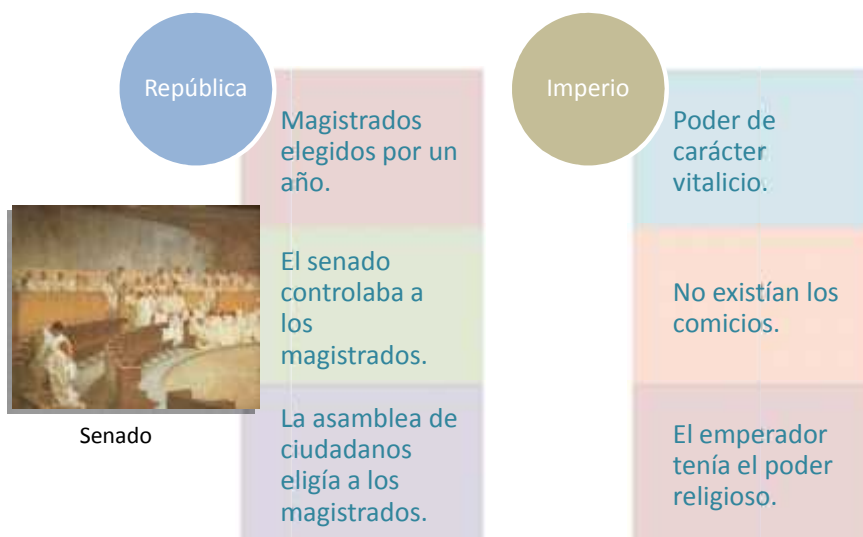 República
Magistrados
elegidos por un
año.
El senado
controlaba a
los
magistrados.
La asamblea de
ciudadanos
eligía a los
magistrados.
Senado
Imperio
Poder de
carácter
vitalicio.
No existían los
comicios.
El emperador
tenía el poder
religioso.